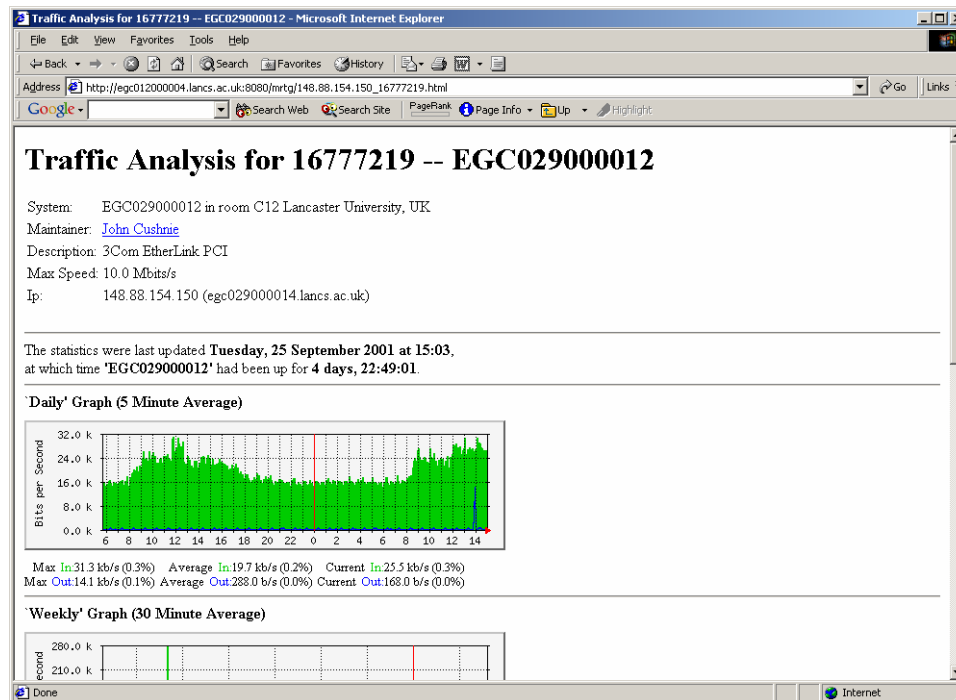 Traffic Analysis for 16777219 -- EGC029000012 - Microsoft Internet Explorer
File Edit View Favorites Tools Help
Back Search Favorites History
Address http://egc012000004.lancs.ac.uk:8080/mrtg/148.88.154.150_16777219.html Go Links
Google Search Web Search Site PageRank Page Info Up Highlight
Traffic Analysis for 16777219 -- EGC029000012
System: EGC029000012 in room C12 Lancaster University, UK
Maintainer: John Cushnie
Description: 3Com EtherLink PCI
Max Speed: 10.0 Mbits/s
Ip: 148.88.154.150 (egc029000014.lancs.ac.uk)
The statistics were last updated Tuesday, 25 September 2001 at 15:03,
at which time 'EGC029000012' had been up for 4 days, 22:49:01.
`Daily' Graph (5 Minute Average)
Bits per Second
32.0 k
24.0 k
16.0 k
8.0 k
0.0 k
6 8 10 12 14 16 18 20 22 0 2 4 6 8 10 12 14
Max In:31.3 kb/s (0.3%) Average In:19.7 kb/s (0.2%) Current In:25.5 kb/s (0.3%)
Max Out:14.1 kb/s (0.1%) Average Out:288.0 b/s (0.0%) Current Out:168.0 b/s (0.0%)
`Weekly' Graph (30 Minute Average)
280.0 k
210.0 k
Done Internet